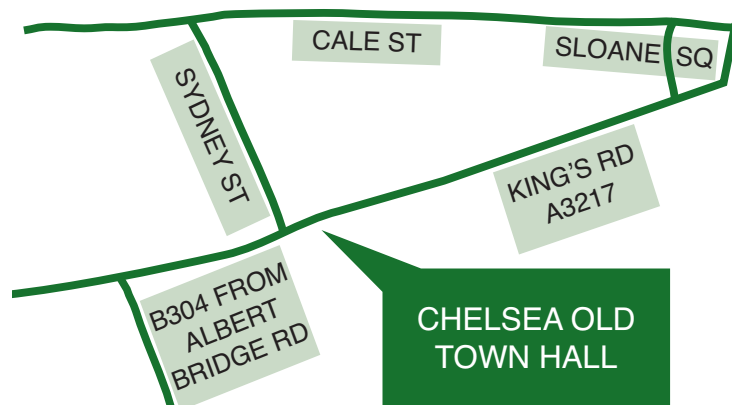 CALE ST
SLOANE SQ
SYDNEY ST
KING'S RD
A3217
B304 FROM
ALBERT
BRIDGE RD
CHELSEA OLD
TOWN HALL